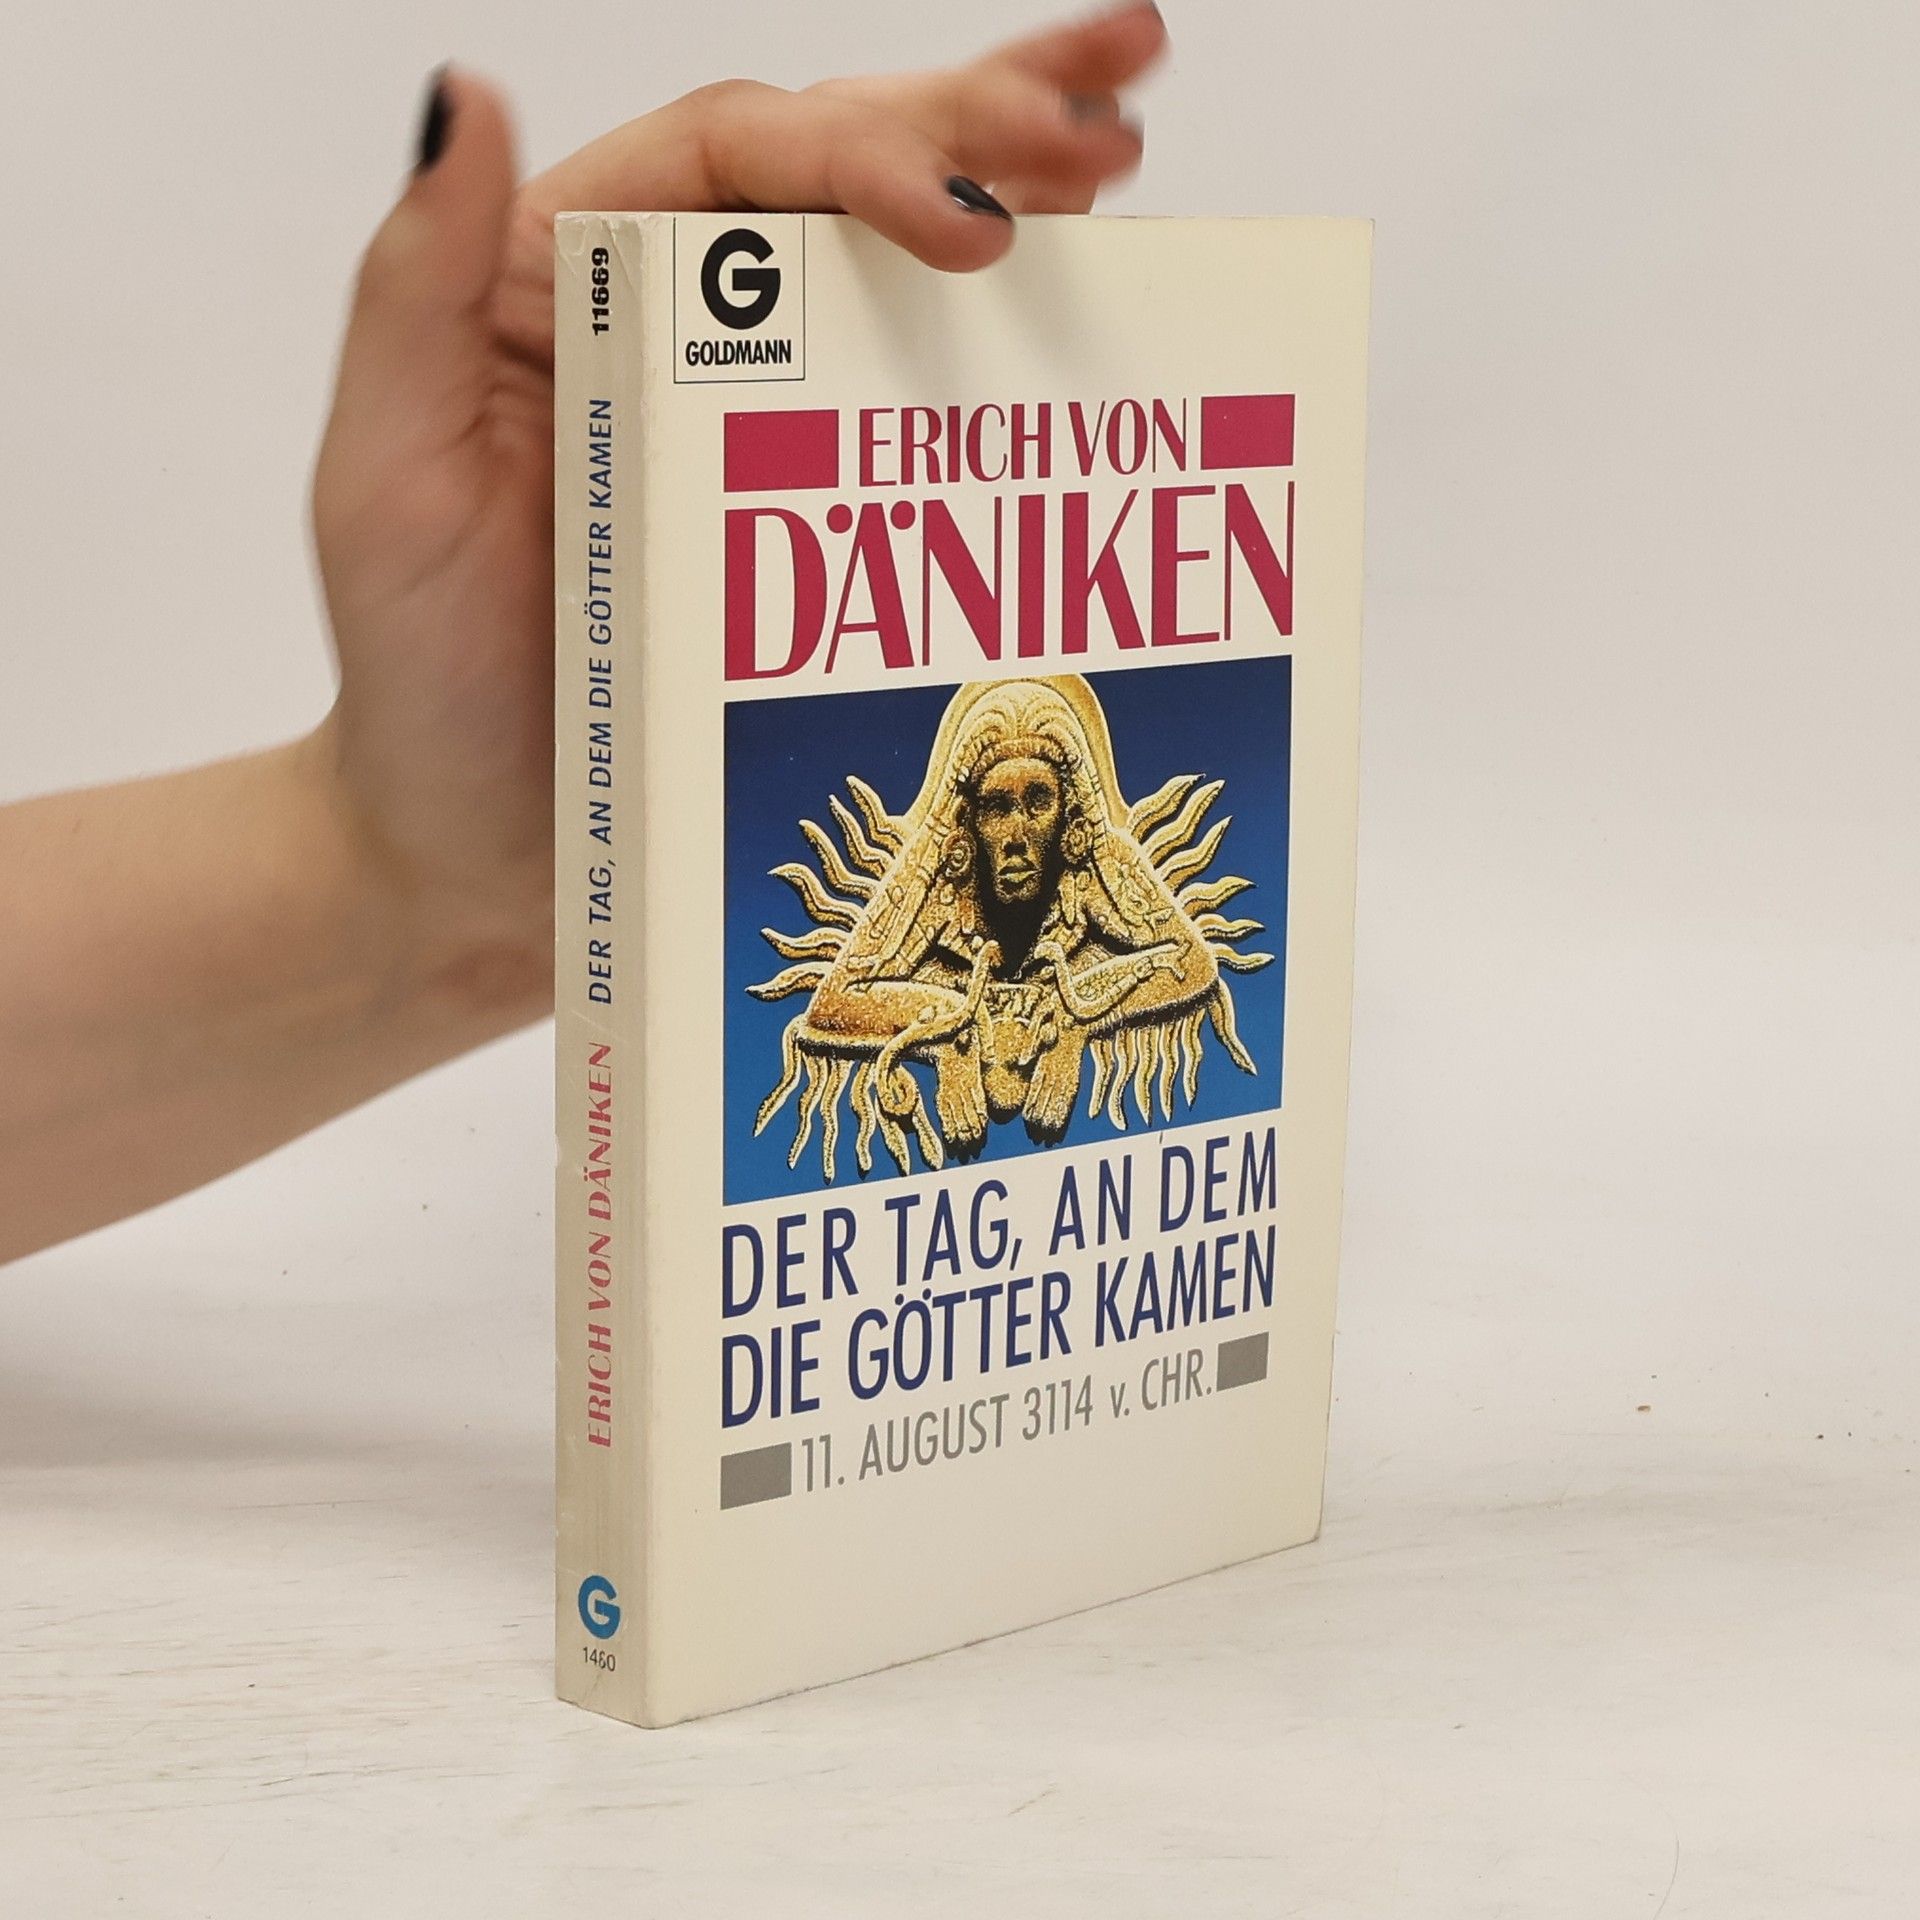 G
GOLDMANN
ERICH VON
DÄNIKEN
DER TAG, AN DEM
DIE GÖTTER KAMEN
11. AUGUST 3114 v. CHR.
11669
ERICH VON DÄNIKEN / DER TAG, AN DEM DIE GÖTTER KAMEN
G
1460